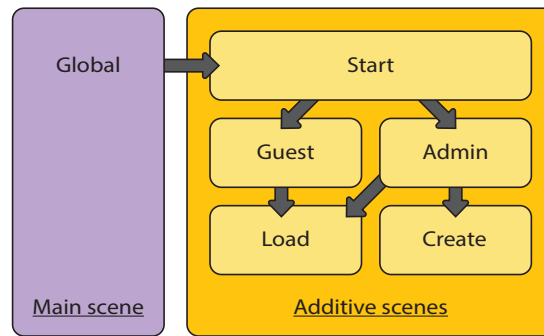 Global
Start
Guest
Admin
Load
Create
Main scene
Additive scenes